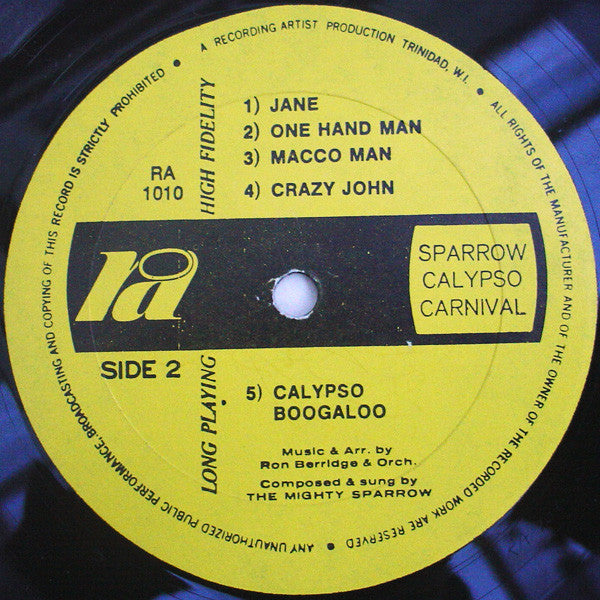 • A RECORDING ARTIST PRODUCTION TRINIDAD, W.I. • ALL RIGHTS OF THE MANUFACTURER AND OF THE OWNER OF THE RECORDED WORK ARE RESERVED • ANY UNAUTHORIZED PUBLIC PERFORMANCE, BROADCASTING AND COPYING OF THIS RECORD IS STRICTLY PROHIBITED
HIGH FIDELITY
RA
1010
1) JANE
2) ONE HAND MAN
3) MACCO MAN
4) CRAZY JOHN
ra
SPARROW
CALYPSO
CARNIVAL
SIDE 2
LONG PLAYING
5) CALYPSO
BOOGALOO
Music & Arr. by
Ron Berridge & Orch.
Composed & sung by
THE MIGHTY SPARROW